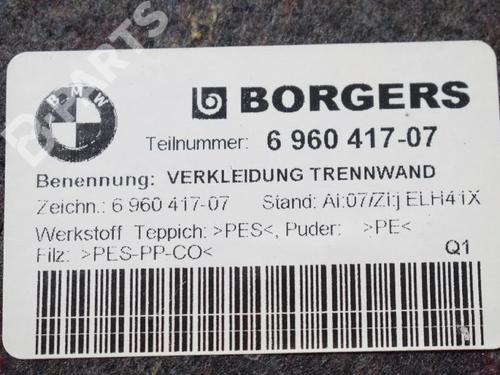 B-PARTS
BMW
BORGERS
Teilnummer: 6 960 417-07
Benennung: VERKLEIDUNG TRENNWAND
Zeichn.: 6 960 417-07 Stand: Ai:07/Zi:j ELH41X
Werkstoff Teppich: >PES<, Puder: >PE<
Filz: >PES-PP-CO< Q1